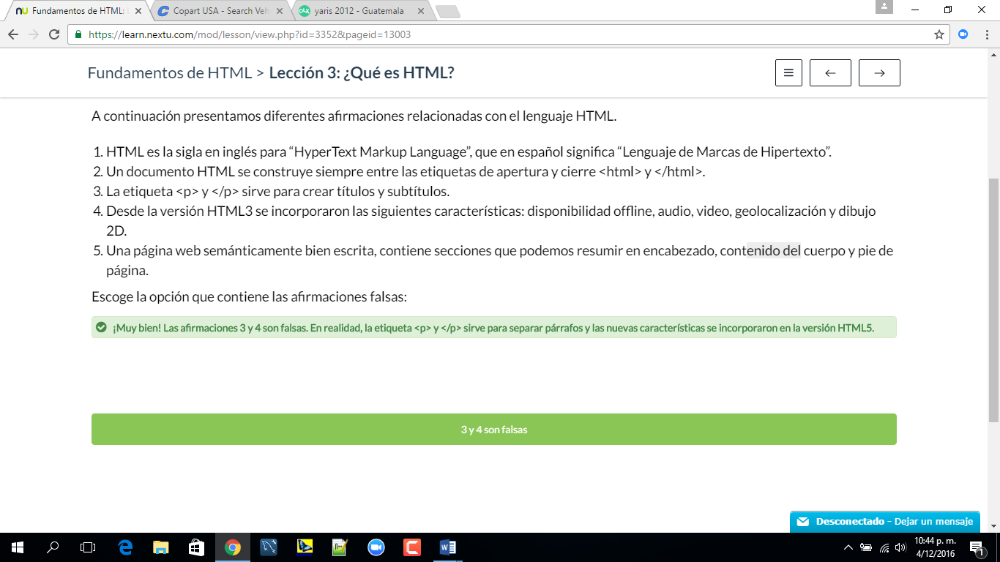 Fundamentos de HTML:
Copart USA - Search Veh
yaris 2012 - Guatemala
https://learn.nextu.com/mod/lesson/view.php?id=3352&pageid=13003
Fundamentos de HTML > Lección 3: ¿Qué es HTML?
A continuación presentamos diferentes afirmaciones relacionadas con el lenguaje HTML.
1. HTML es la sigla en inglés para “HyperText Markup Language”, que en español significa “Lenguaje de Marcas de Hipertexto”.
2. Un documento HTML se construye siempre entre las etiquetas de apertura y cierre <html> y </html>.
3. La etiqueta <p> y </p> sirve para crear títulos y subtítulos.
4. Desde la versión HTML3 se incorporaron las siguientes características: disponibilidad offline, audio, video, geolocalización y dibujo
2D.
5. Una página web semánticamente bien escrita, contiene secciones que podemos resumir en encabezado, contenido del cuerpo y pie de
página.
Escoge la opción que contiene las afirmaciones falsas:
¡Muy bien! Las afirmaciones 3 y 4 son falsas. En realidad, la etiqueta <p> y </p> sirve para separar párrafos y las nuevas características se incorporaron en la versión HTML5.
3 y 4 son falsas
Desconectado - Dejar un mensaje
10:44 p. m.
4/12/2016
1